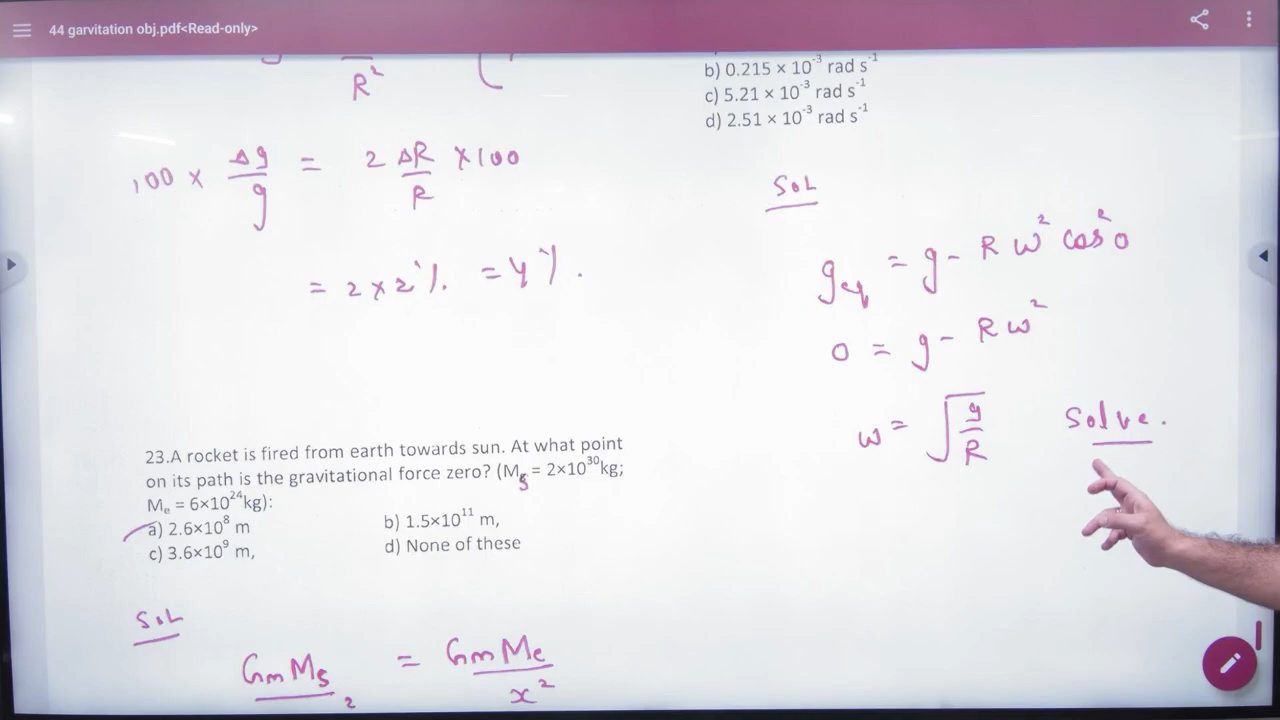 44 garvitation obj.pdf<Read-only>
R²
100 × Δg/g = 2 ΔR/R ×100
= 2×2%. = 4%.
23.A rocket is fired from earth towards sun. At what point
on its path is the gravitational force zero? (Ms = 2×10³⁰kg;
Me = 6×10²⁴kg):
a) 2.6×10⁸ m b) 1.5×10¹¹ m,
c) 3.6×10⁹ m, d) None of these
Sol
GmMs/ ² = GmMe/x²
b) 0.215 × 10⁻³ rad s⁻¹
c) 5.21 × 10⁻³ rad s⁻¹
d) 2.51 × 10⁻³ rad s⁻¹
Sol
geq = g - Rω² cos²0
0 = g - Rω²
ω = √g/R Solve.